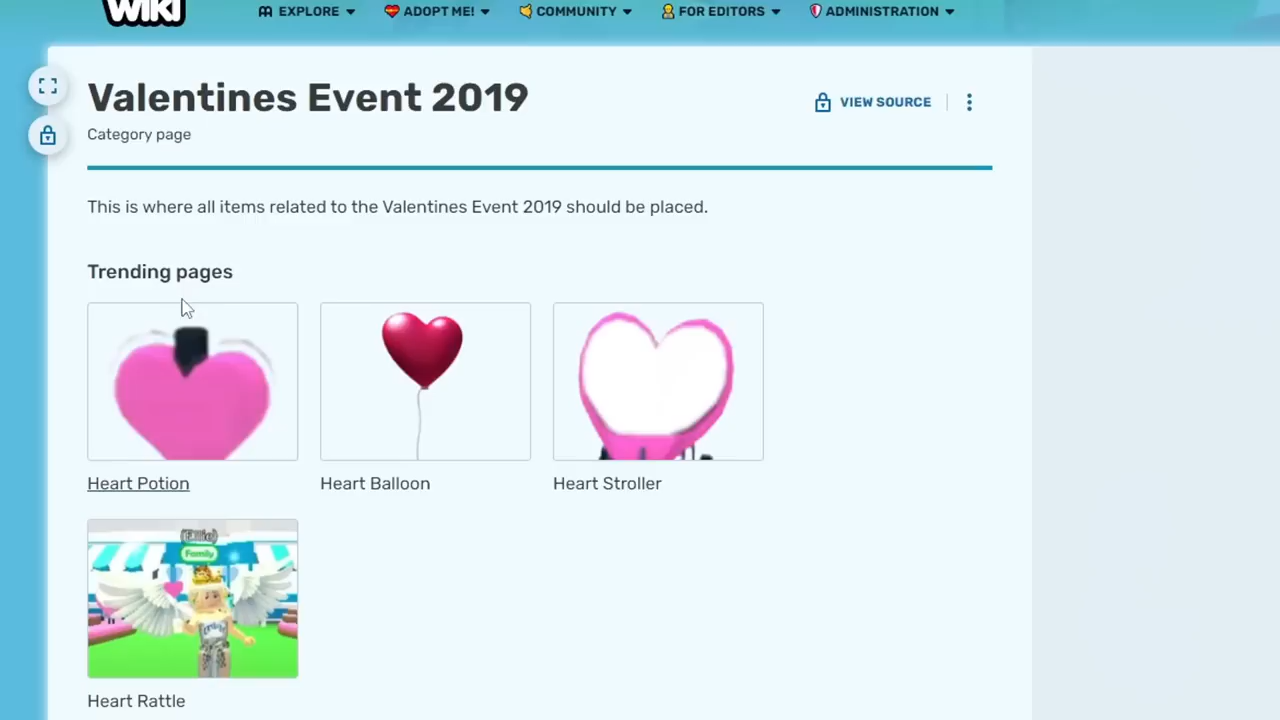 WIKI
EXPLORE
ADOPT ME!
COMMUNITY
FOR EDITORS
ADMINISTRATION
Valentines Event 2019
VIEW SOURCE
Category page
This is where all items related to the Valentines Event 2019 should be placed.
Trending pages
Heart Potion
Heart Balloon
Heart Stroller
Family
Heart Rattle